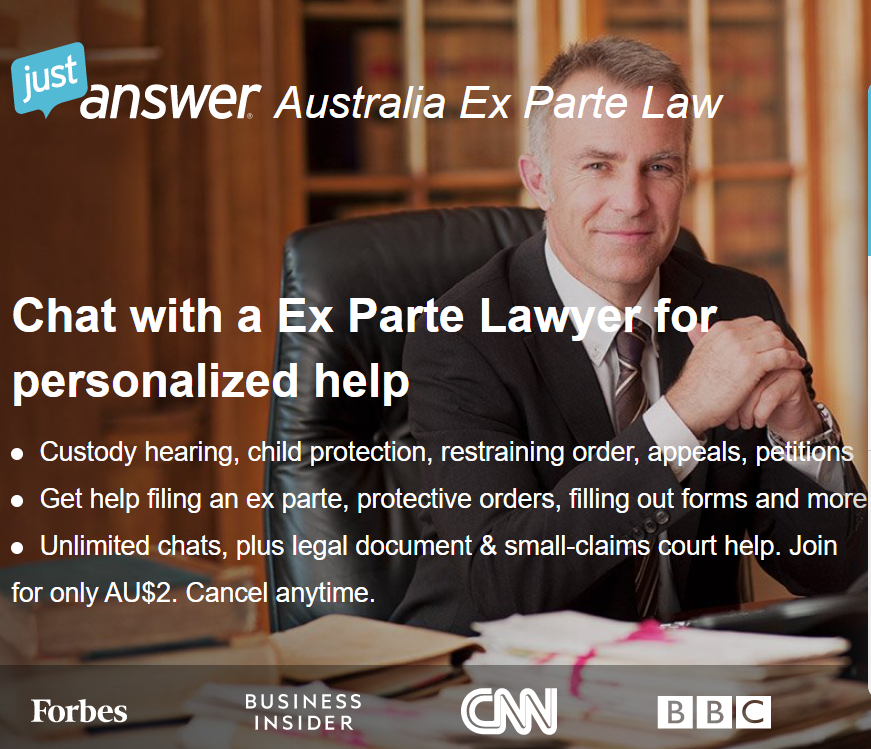 just
answer® Australia Ex Parte Law
Chat with a Ex Parte Lawyer for
personalized help
● Custody hearing, child protection, restraining order, appeals, petitions
● Get help filing an ex parte, protective orders, filling out forms and more
● Unlimited chats, plus legal document & small-claims court help. Join
for only AU$2. Cancel anytime.
Forbes
BUSINESS
INSIDER
CNN
BBC